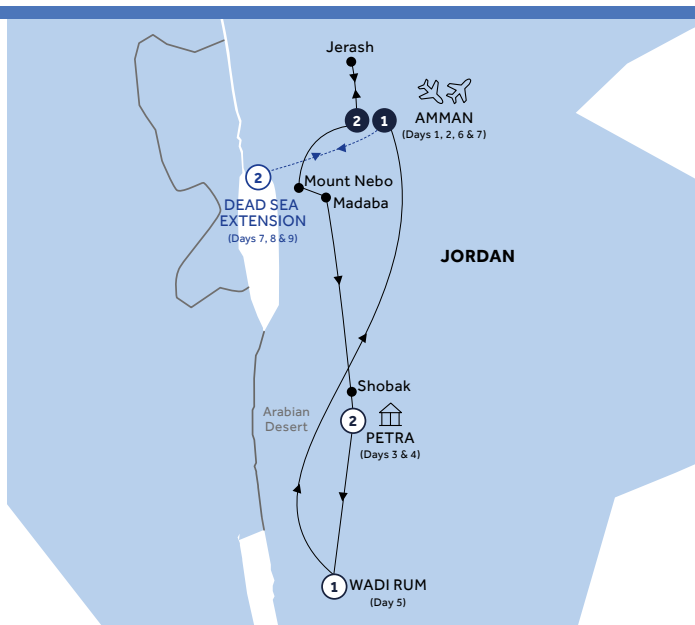 Jerash
2
1
AMMAN
(Days 1, 2, 6 & 7)
2
Mount Nebo
Madaba
DEAD SEA
EXTENSION
(Days 7, 8 & 9)
JORDAN
Shobak
Arabian
Desert
2
PETRA
(Days 3 & 4)
1
WADI RUM
(Day 5)